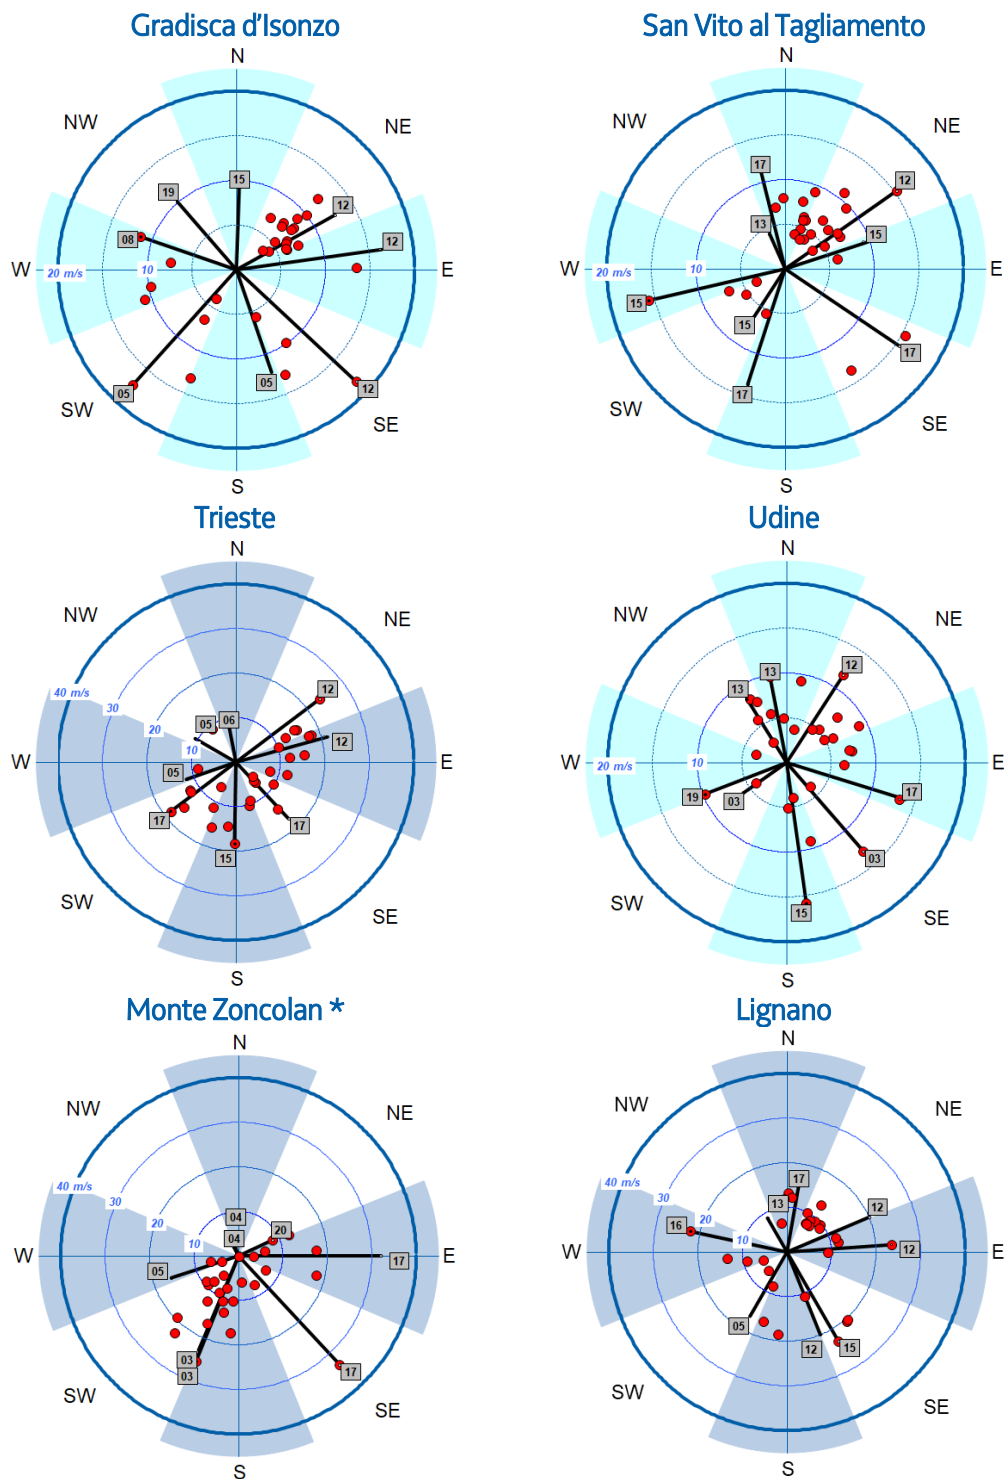 Gradisca d'Isonzo
N
NW
NE
15
19
12
08
12
W
20 m/s
10
E
05
05
12
SW
SE
S
San Vito al Tagliamento
N
NW
NE
17
12
13
15
W
20 m/s
10
E
15
15
17
17
SW
SE
S
Trieste
N
NW
NE
40 m/s
30
20
10
12
05
06
12
W
E
05
17
17
15
SW
SE
S
Udine
N
NW
NE
13
12
13
W
20 m/s
10
E
19
03
17
03
15
SW
SE
S
Monte Zoncolan *
N
NW
NE
40 m/s
30
20
10
04
20
04
W
17
E
05
03
03
17
SW
SE
S
Lignano
N
NW
NE
40 m/s
30
20
10
17
13
12
16
W
12
E
05
12
15
SW
SE
S